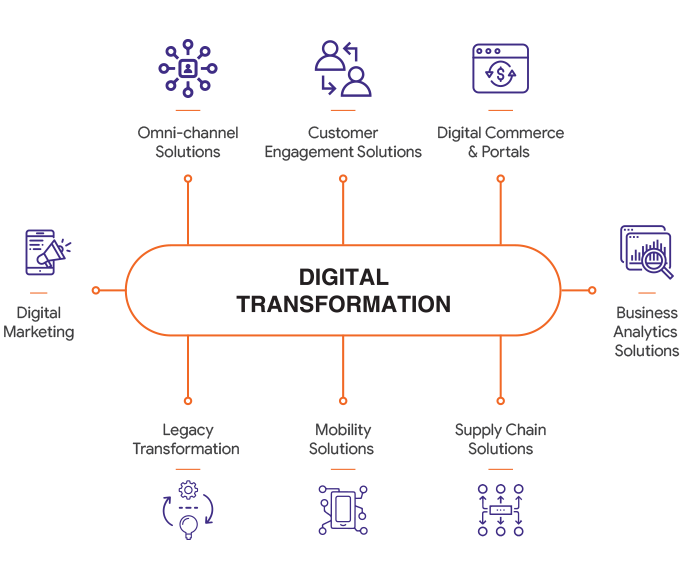 Omni-channel
Solutions
Customer
Engagement Solutions
Digital Commerce
& Portals
Digital
Marketing
DIGITAL
TRANSFORMATION
Business
Analytics
Solutions
Legacy
Transformation
Mobility
Solutions
Supply Chain
Solutions